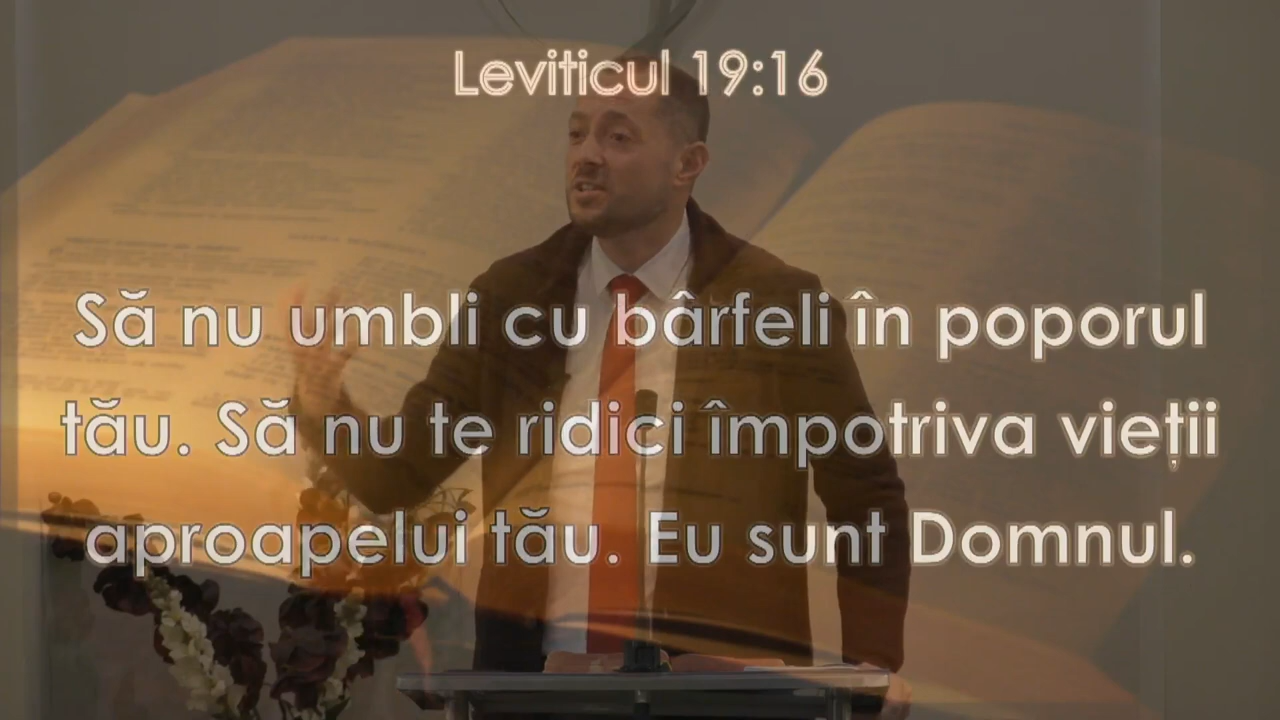 Leviticul 19:16
Să nu umbli cu bârfeli în poporul
tău. Să nu te ridici împotriva vieții
aproapelui tău. Eu sunt Domnul.